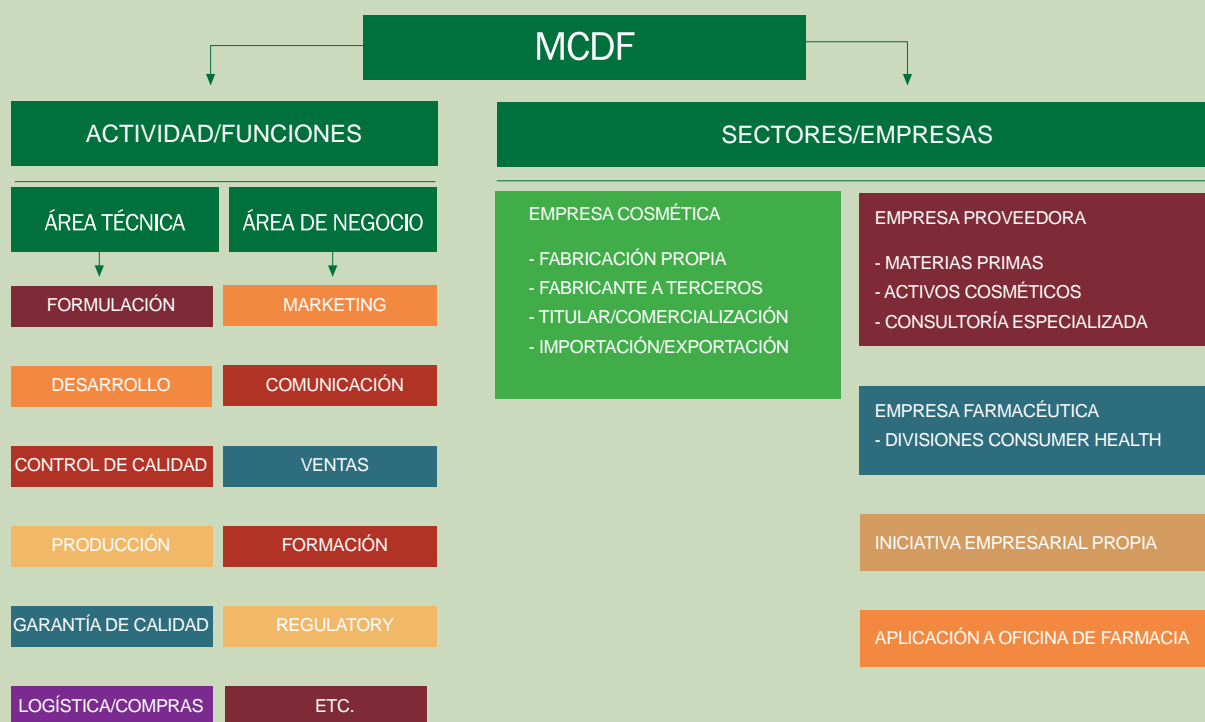 MCDF
ACTIVIDAD/FUNCIONES
ÁREA TÉCNICA
FORMULACIÓN
DESARROLLO
CONTROL DE CALIDAD
PRODUCCIÓN
GARANTÍA DE CALIDAD
LOGÍSTICA/COMPRAS
ÁREA DE NEGOCIO
MARKETING
COMUNICACIÓN
VENTAS
FORMACIÓN
REGULATORY
ETC.
SECTORES/EMPRESAS
EMPRESA COSMÉTICA
- FABRICACIÓN PROPIA
- FABRICANTE A TERCEROS
- TITULAR/COMERCIALIZACIÓN
- IMPORTACIÓN/EXPORTACIÓN
EMPRESA PROVEEDORA
- MATERIAS PRIMAS
- ACTIVOS COSMÉTICOS
- CONSULTORÍA ESPECIALIZADA
EMPRESA FARMACÉUTICA
- DIVISIONES CONSUMER HEALTH
INICIATIVA EMPRESARIAL PROPIA
APLICACIÓN A OFICINA DE FARMACIA